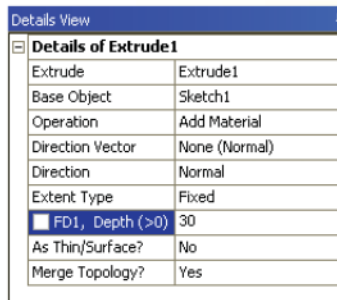 Details View
Details of Extrude1
Extrude Extrude1
Base Object Sketch1
Operation Add Material
Direction Vector None (Normal)
Direction Normal
Extent Type Fixed
FD1, Depth (>0) 30
As Thin/Surface? No
Merge Topology? Yes